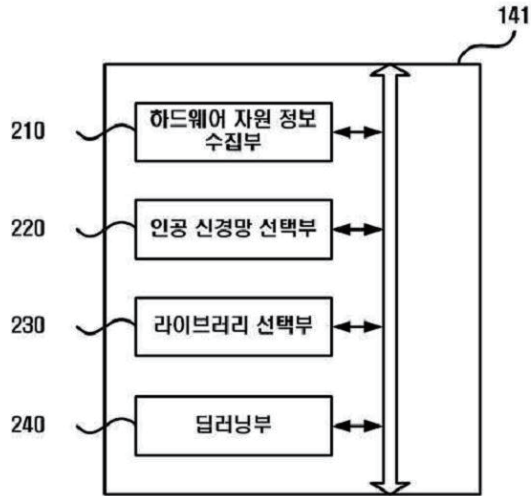 141
210
하드웨어 자원 정보
수집부
220
인공 신경망 선택부
230
라이브러리 선택부
240
딥러닝부